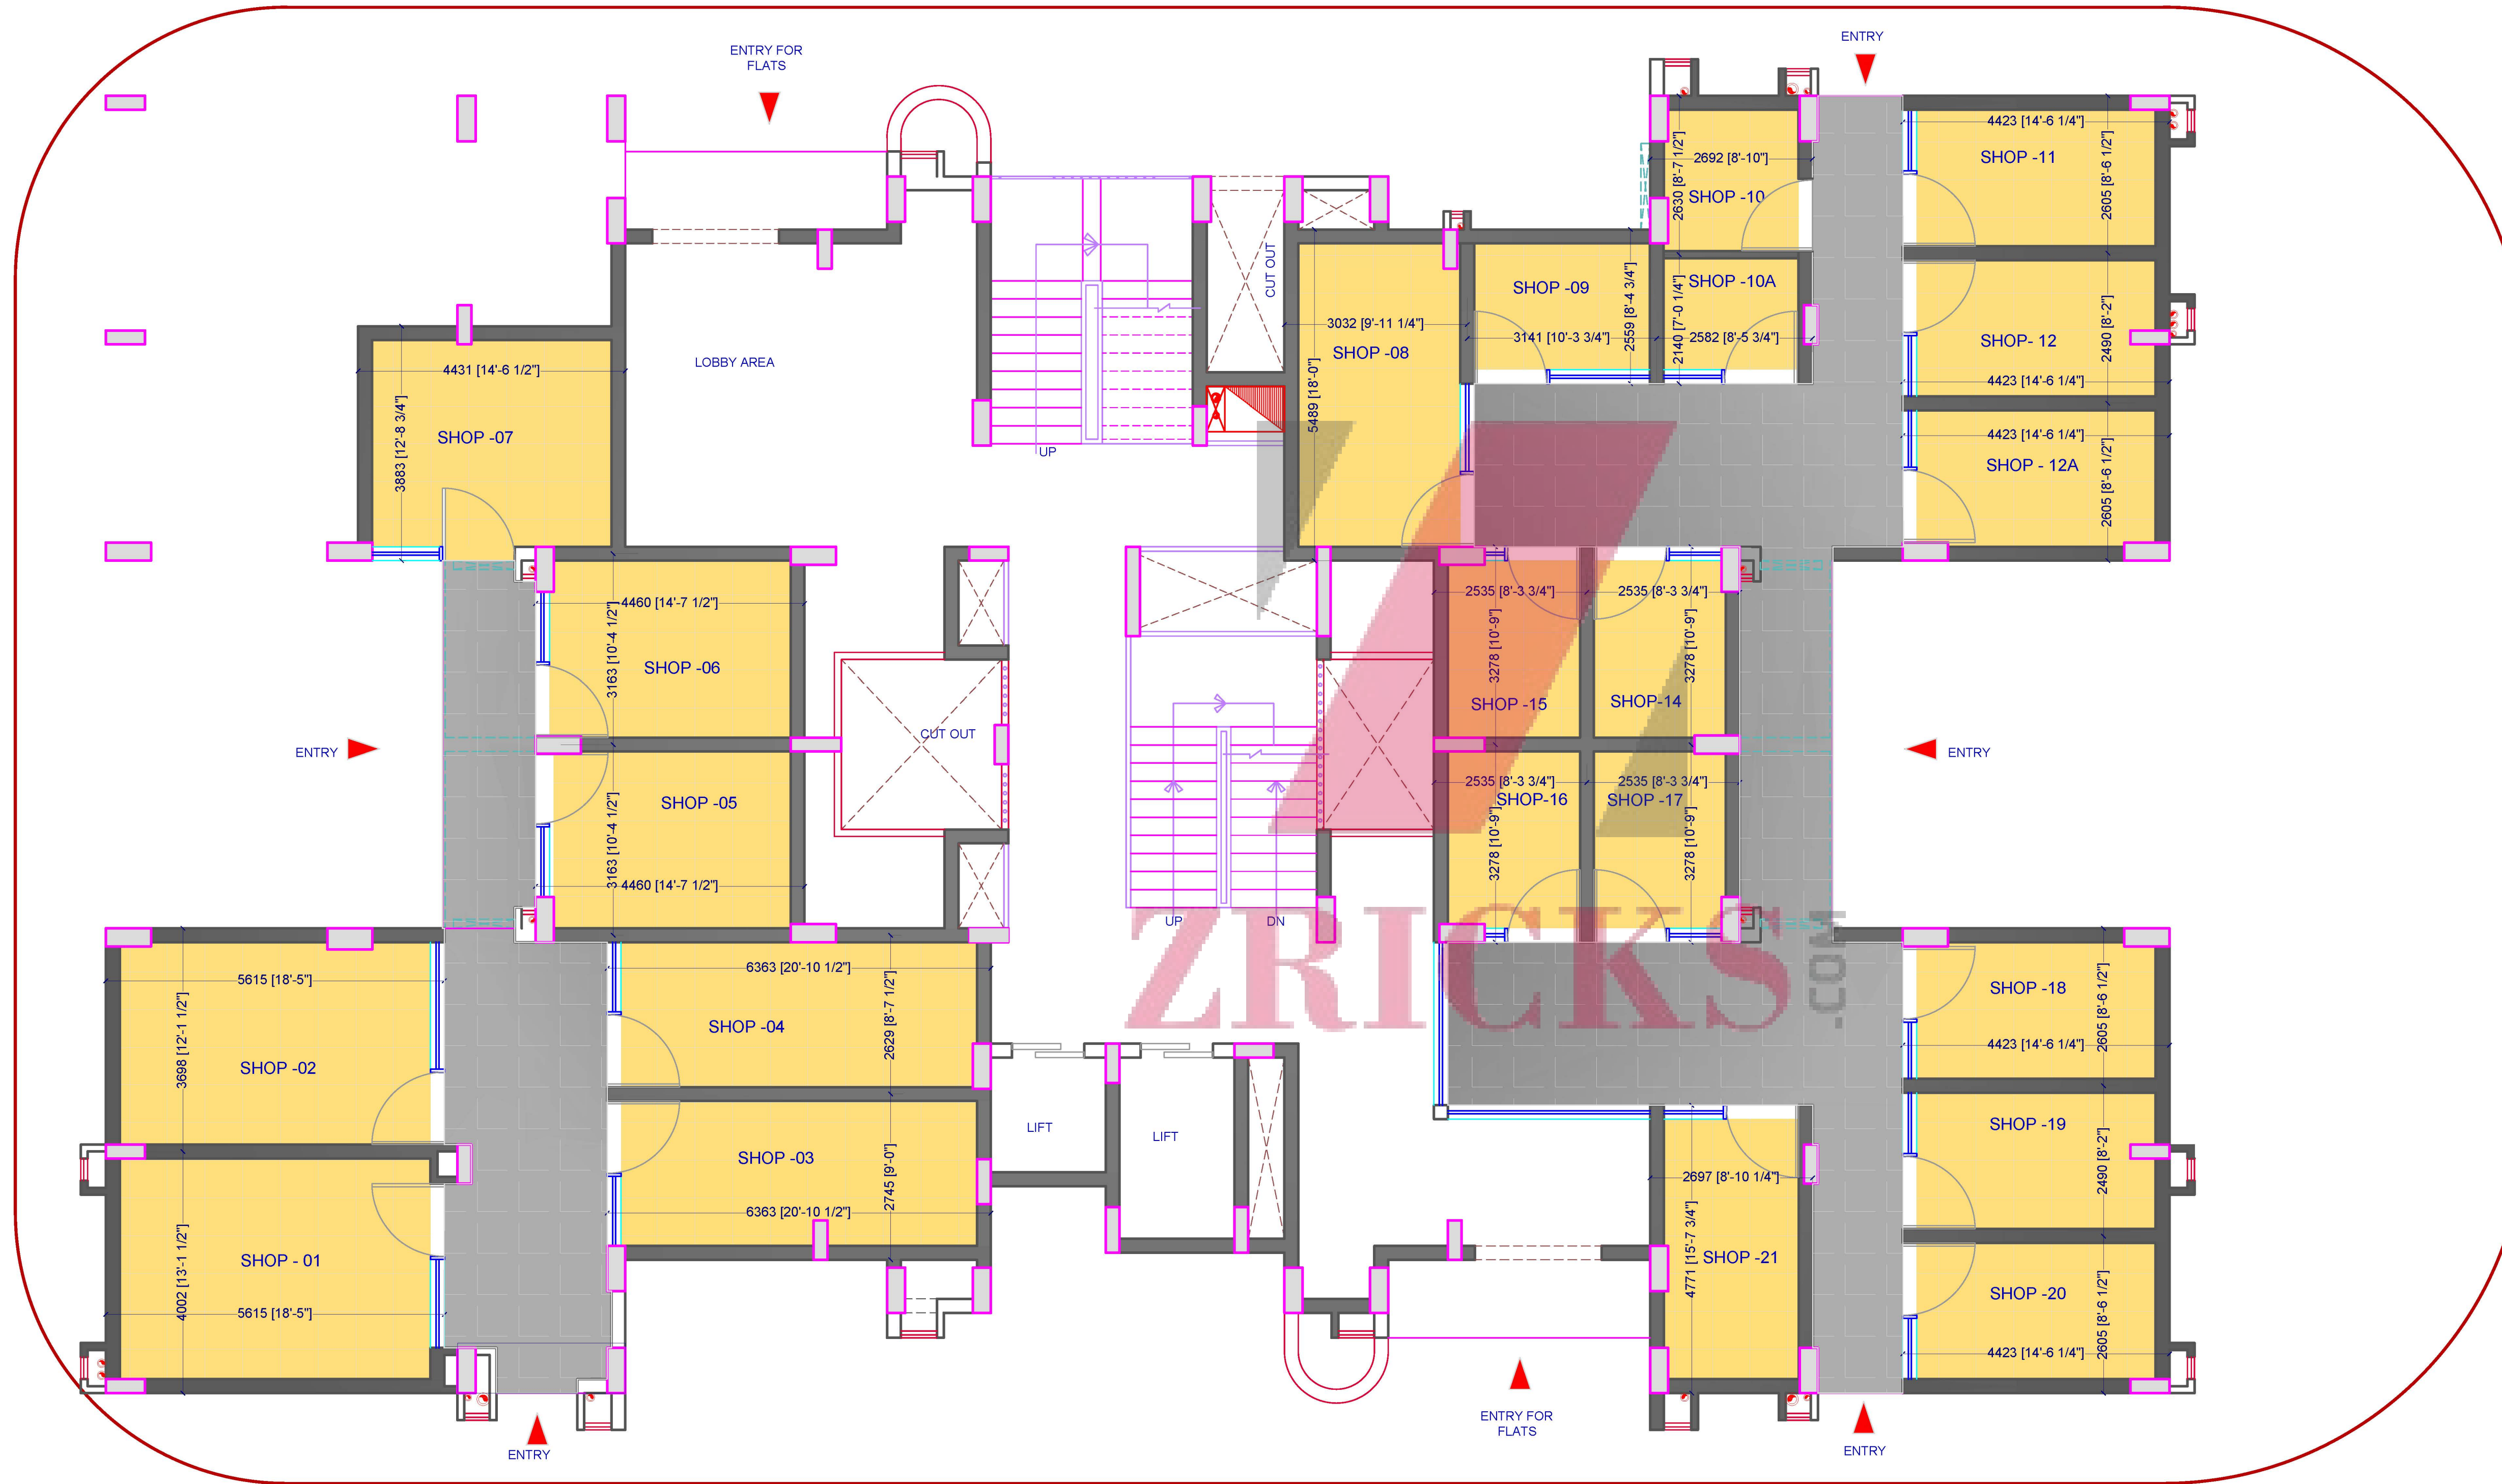 ENTRY FOR
FLATS
ENTRY
4423 [14'-6 1/4"]
SHOP -11
2605 [8'-6 1/2"]
2692 [8'-10"]
2630 [8'-7 1/2"]
SHOP -10
CUT OUT
SHOP -09
2559 [8'-4 3/4"]
3141 [10'-3 3/4"]
SHOP -10A
2140 [7'-0 1/4"]
2582 [8'-5 3/4"]
3032 [9'-11 1/4"]
SHOP -08
5489 [18'-0"]
SHOP- 12
2490 [8'-2"]
4423 [14'-6 1/4"]
4423 [14'-6 1/4"]
SHOP - 12A
2605 [8'-6 1/2"]
LOBBY AREA
4431 [14'-6 1/2"]
SHOP -07
3883 [12'-8 3/4"]
UP
4460 [14'-7 1/2"]
3163 [10'-4 1/2"]
SHOP -06
2535 [8'-3 3/4"]
2535 [8'-3 3/4"]
3278 [10'-9"]
3278 [10'-9"]
SHOP -15
SHOP-14
CUT OUT
ENTRY
ENTRY
2535 [8'-3 3/4"]
2535 [8'-3 3/4"]
SHOP-16
SHOP -17
3278 [10'-9"]
3278 [10'-9"]
SHOP -05
3163 [10'-4 1/2"]
4460 [14'-7 1/2"]
UP
DN
ZRICKS
.COM
5615 [18'-5"]
3698 [12'-1 1/2"]
SHOP -02
6363 [20'-10 1/2"]
SHOP -04
2629 [8'-7 1/2"]
SHOP -18
2605 [8'-6 1/2"]
4423 [14'-6 1/4"]
LIFT
LIFT
SHOP -03
2745 [9'-0"]
6363 [20'-10 1/2"]
SHOP -19
2490 [8'-2"]
2697 [8'-10 1/4"]
4771 [15'-7 3/4"]
SHOP -21
SHOP - 01
4002 [13'-1 1/2"]
5615 [18'-5"]
SHOP -20
2605 [8'-6 1/2"]
4423 [14'-6 1/4"]
ENTRY
ENTRY FOR
FLATS
ENTRY